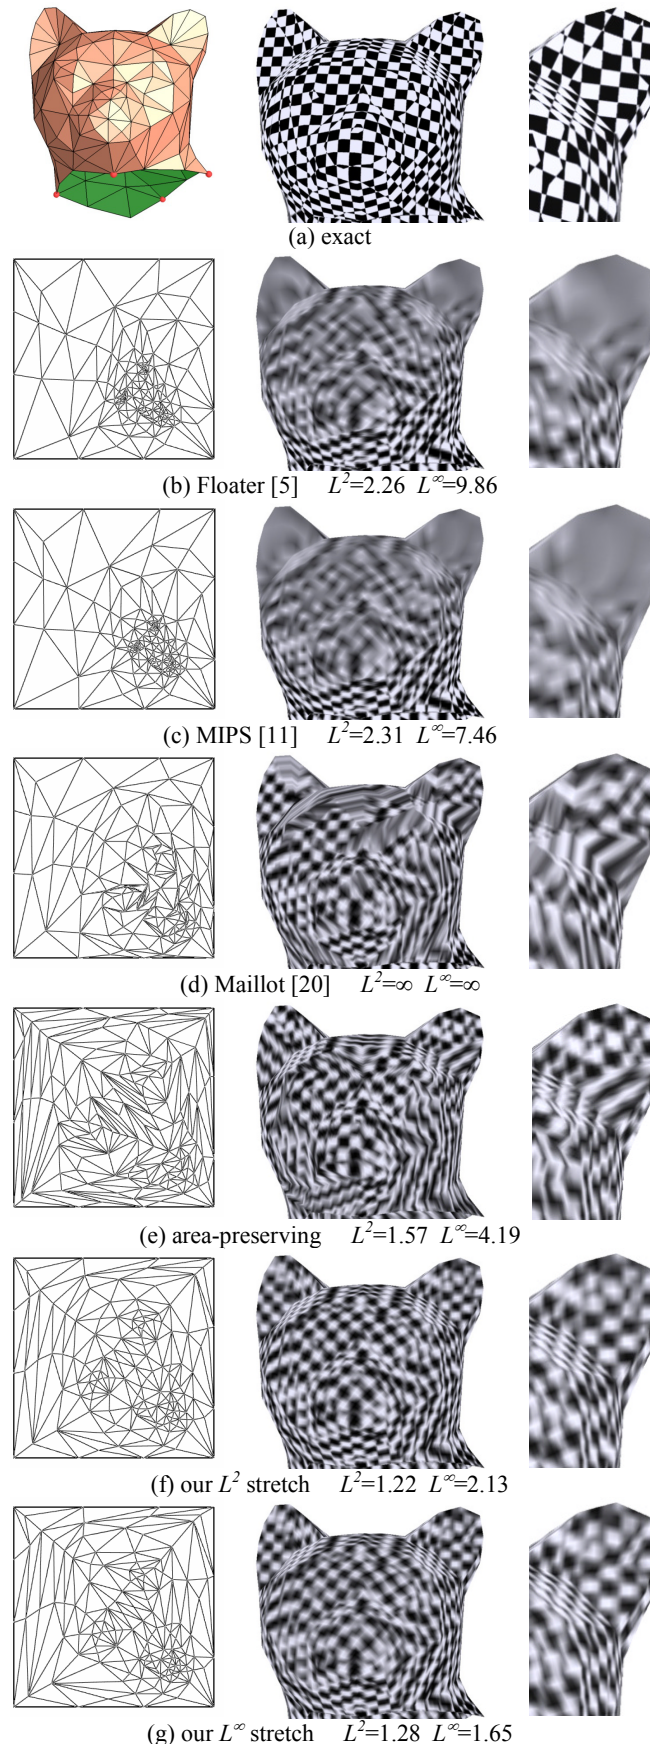 (a) exact
(b) Floater [5] L²=2.26 L∞=9.86
(c) MIPS [11] L²=2.31 L∞=7.46
(d) Maillot [20] L²=∞ L∞=∞
(e) area-preserving L²=1.57 L∞=4.19
(f) our L² stretch L²=1.22 L∞=2.13
(g) our L∞ stretch L²=1.28 L∞=1.65